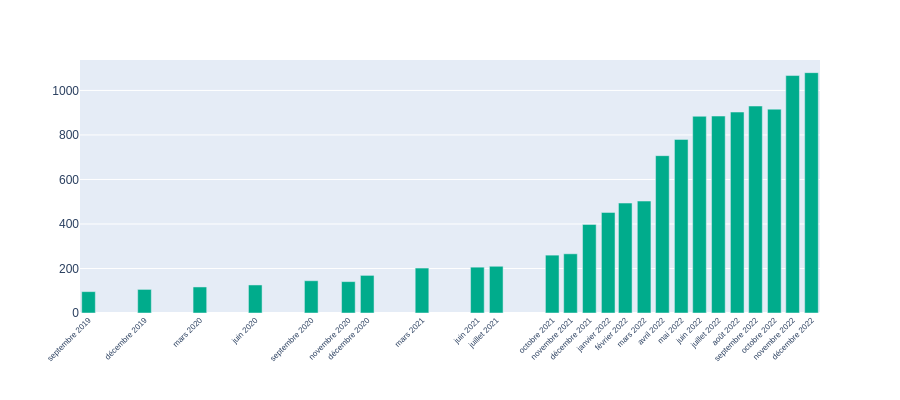 1000
800
600
400
200
0
septembre 2019
décembre 2019
mars 2020
juin 2020
septembre 2020
novembre 2020
décembre 2020
mars 2021
juin 2021
juillet 2021
octobre 2021
novembre 2021
décembre 2021
janvier 2022
février 2022
mars 2022
avril 2022
mai 2022
juin 2022
juillet 2022
août 2022
septembre 2022
octobre 2022
novembre 2022
décembre 2022